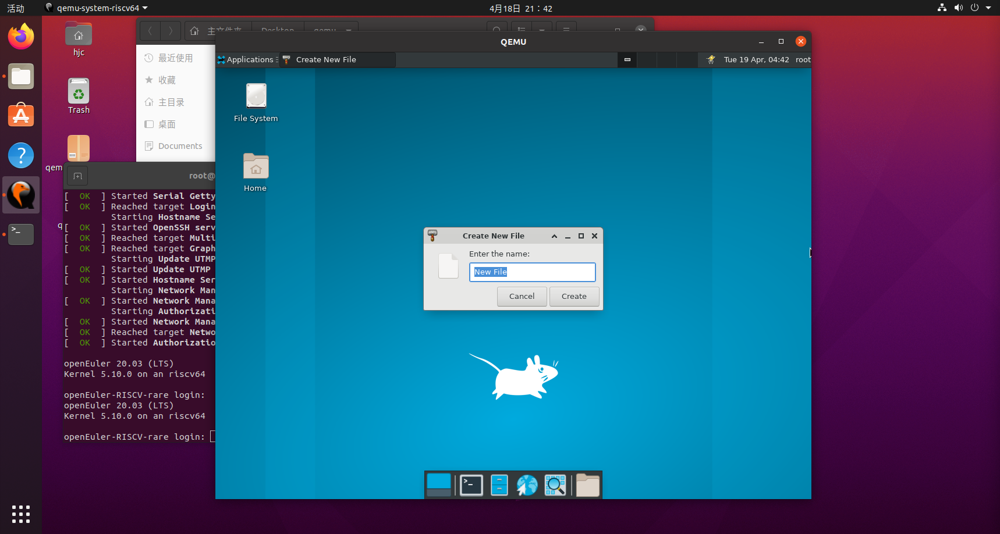 活动
qemu-system-riscv64
4月18日 21：42
hjc
Trash
qem
q
主文件夹
Desktop
qemu
最近使用
收藏
主目录
桌面
Documents
root@
[ OK ] Started Serial Getty
[ OK ] Reached target Login
Starting Hostname Se
[ OK ] Started OpenSSH serv
[ OK ] Reached target Multi
[ OK ] Reached target Graph
Starting Update UTMP
[ OK ] Started Update UTMP
[ OK ] Started Hostname Ser
Starting Network Man
[ OK ] Started Network Mana
Starting Authorizati
[ OK ] Started Network Mana
[ OK ] Reached target Netwo
[ OK ] Started Authorizatio
openEuler 20.03 (LTS)
Kernel 5.10.0 on an riscv64
openEuler-RISCV-rare login:
openEuler 20.03 (LTS)
Kernel 5.10.0 on an riscv64
openEuler-RISCV-rare login:
QEMU
Applications
Create New File
Tue 19 Apr, 04:42
root
File System
Home
Create New File
Enter the name:
New File
Cancel
Create